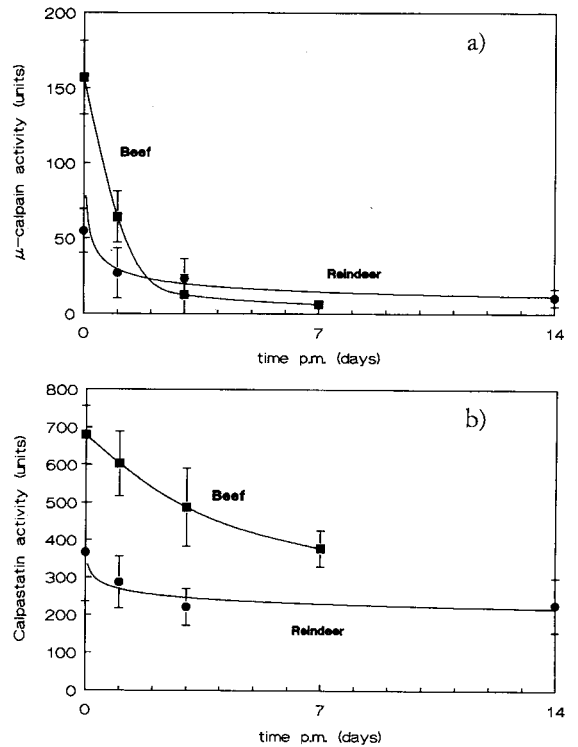 a)
200
150
100
50
0
μ-calpain activity (units)
Beef
Reindeer
0
7
14
time p.m. (days)
b)
800
700
600
500
400
300
200
100
0
Calpastatin activity (units)
Beef
Reindeer
0
7
14
time p.m. (days)